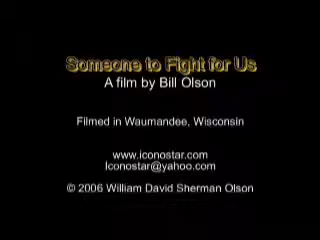 Someone to Fight for Us
A film by Bill Olson
Filmed in Waumandee, Wisconsin
www.iconostar.com
Iconostar@yahoo.com
© 2006 William David Sherman Olson